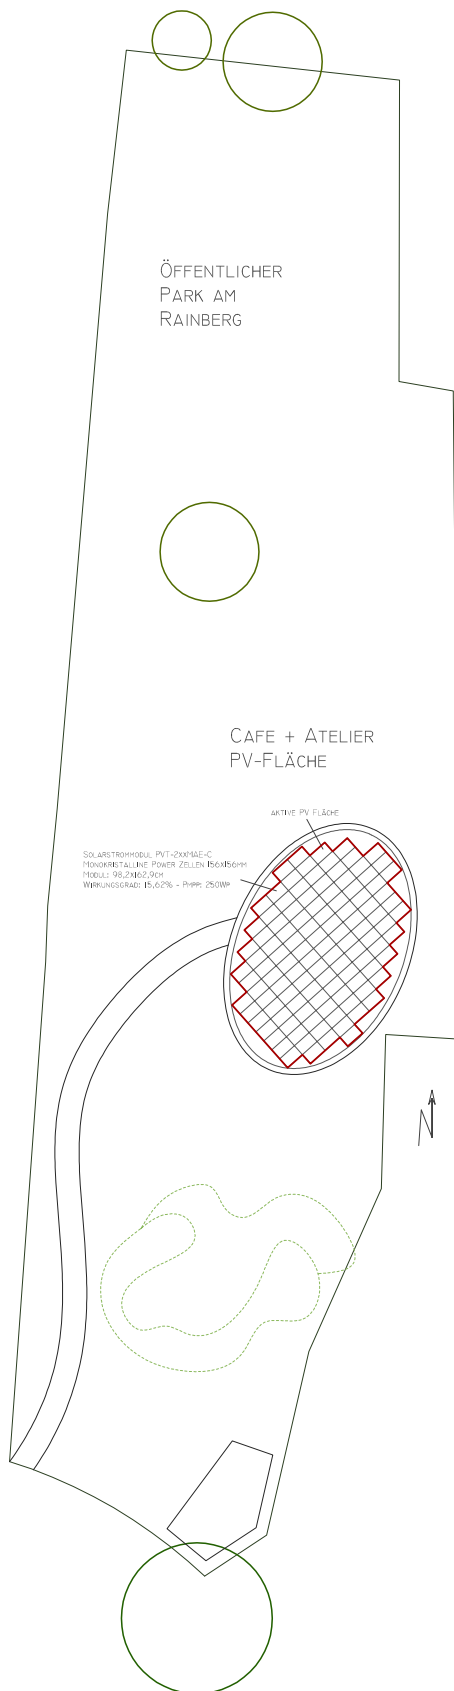 ÖFFENTLICHER
PARK AM
RAINBERG
CAFE + ATELIER
PV-FLÄCHE
AKTIVE PV FLÄCHE
SOLARSTROMMODUL PVT-2XXMAE-C
MONOKRISTALLINE POWER ZELLEN 156X156MM
MODUL: 98,2X162,9CM
WIRKUNGSGRAD: 15,62% - PMPP: 250WP
N